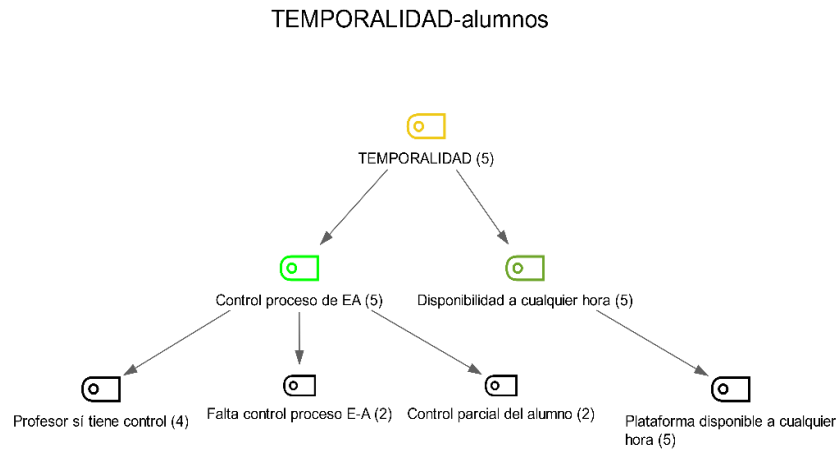 TEMPORALIDAD-alumnos
TEMPORALIDAD (5)
Control proceso de EA (5)
Disponibilidad a cualquier hora (5)
Profesor sí tiene control (4)
Falta control proceso E-A (2)
Control parcial del alumno (2)
Plataforma disponible a cualquier
hora (5)